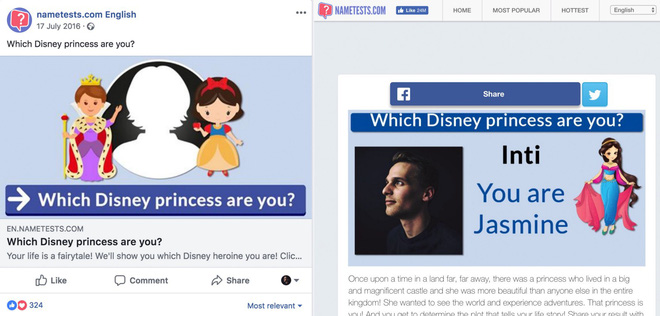 nametests.com English
17 July 2016 ·
Which Disney princess are you?
Which Disney princess are you?
EN.NAMETESTS.COM
Which Disney princess are you?
Your life is a fairytale! We'll show you which Disney heroine you are! Clic...
Like
Comment
Share
324
Most relevant
NAMETESTS.COM
Like 24M
HOME
MOST POPULAR
HOTTEST
English
Share
Which Disney princess are you?
Inti
You are
Jasmine
Once upon a time in a land far, far away, there was a princess who lived in a big
and magnificent castle and she was more beautiful than anyone else in the entire
kingdom! She wanted to see the world and experience adventures. That princess is
you! And you get to determine the plot that tells your life story! Share your result with